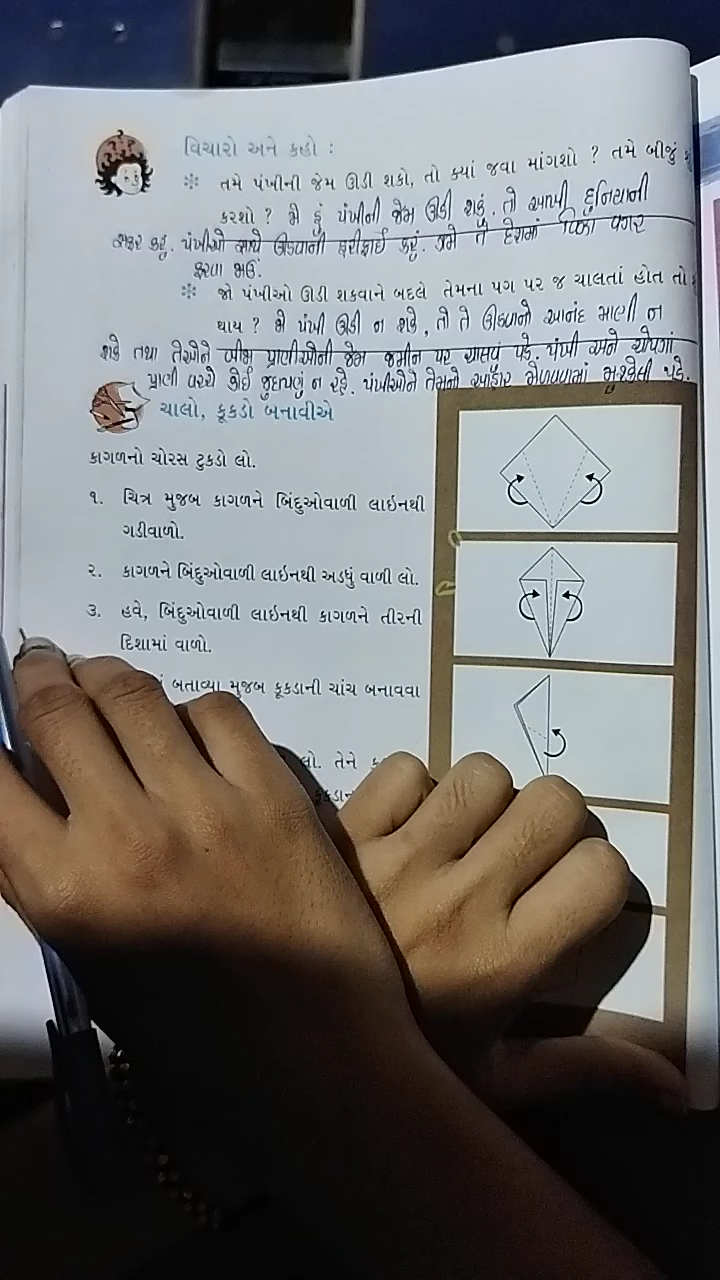 વિચારો અને કહો :
* તમે પંખીની જેમ ઊડી શકો, તો ક્યાં જવા માંગશો ? તમે બીજું
કરશો ? જો હું પંખીની જેમ ઊડી શકું, તો આખી દુનિયાની
સફર કરું. પંખીઓ સાથે ઊડવાની હરીફાઈ કરું. ગમે તે દેશમાં વિઝા વગર
ફરવા જઉં.
* જો પંખીઓ ઊડી શકવાને બદલે તેમના પગ પર જ ચાલતાં હોત તો
થાય ? જો પંખી ઊડી ન શકે, તો તે ઊડવાનો આનંદ માણી ન
શકે તથા તેઓને બીજા પ્રાણીઓની જેમ જમીન પર ચાલવું પડે. પંખી અને ચોપગાં
પ્રાણી વચ્ચે કોઈ જુદાપણું ન રહે. પંખીઓને તેમનો આહાર મેળવવામાં મુશ્કેલી પડે.
ચાલો, કૂકડો બનાવીએ
કાગળનો ચોરસ ટુકડો લો.
૧. ચિત્ર મુજબ કાગળને બિંદુઓવાળી લાઇનથી
ગડીવાળો.
૨. કાગળને બિંદુઓવાળી લાઇનથી અડધું વાળી લો.
૩. હવે, બિંદુઓવાળી લાઇનથી કાગળને તીરની
દિશામાં વાળો.
બતાવ્યા મુજબ કૂકડાની ચાંચ બનાવવા
લો. તેને